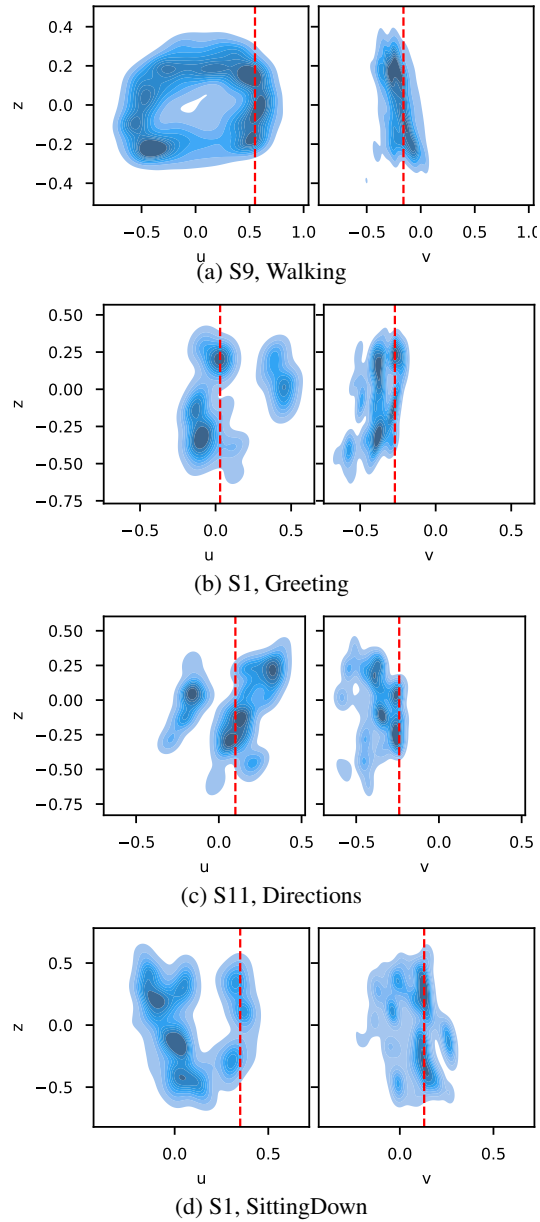 0.4
0.2
0.0
−0.2
−0.4
z
−0.5 0.0 0.5 1.0 −0.5 0.0 0.5 1.0
u v
(a) S9, Walking
0.50
0.25
0.00
−0.25
−0.50
−0.75
z
−0.5 0.0 0.5 −0.5 0.0 0.5
u v
(b) S1, Greeting
0.50
0.25
0.00
−0.25
−0.50
−0.75
z
−0.5 0.0 0.5 −0.5 0.0 0.5
u v
(c) S11, Directions
0.5
0.0
−0.5
z
0.0 0.5 0.0 0.5
u v
(d) S1, SittingDown